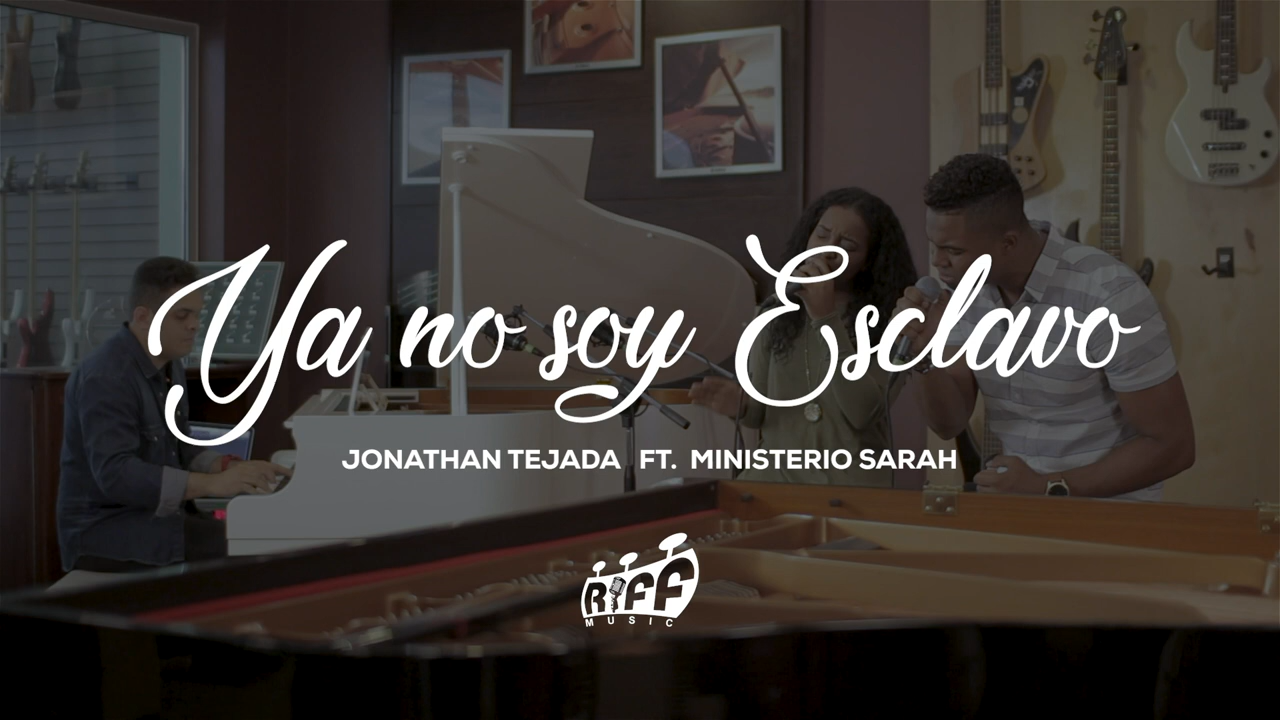 Ya no soy Esclavo
JONATHAN TEJADA FT. MINISTERIO SARAH
RIFF
MUSIC